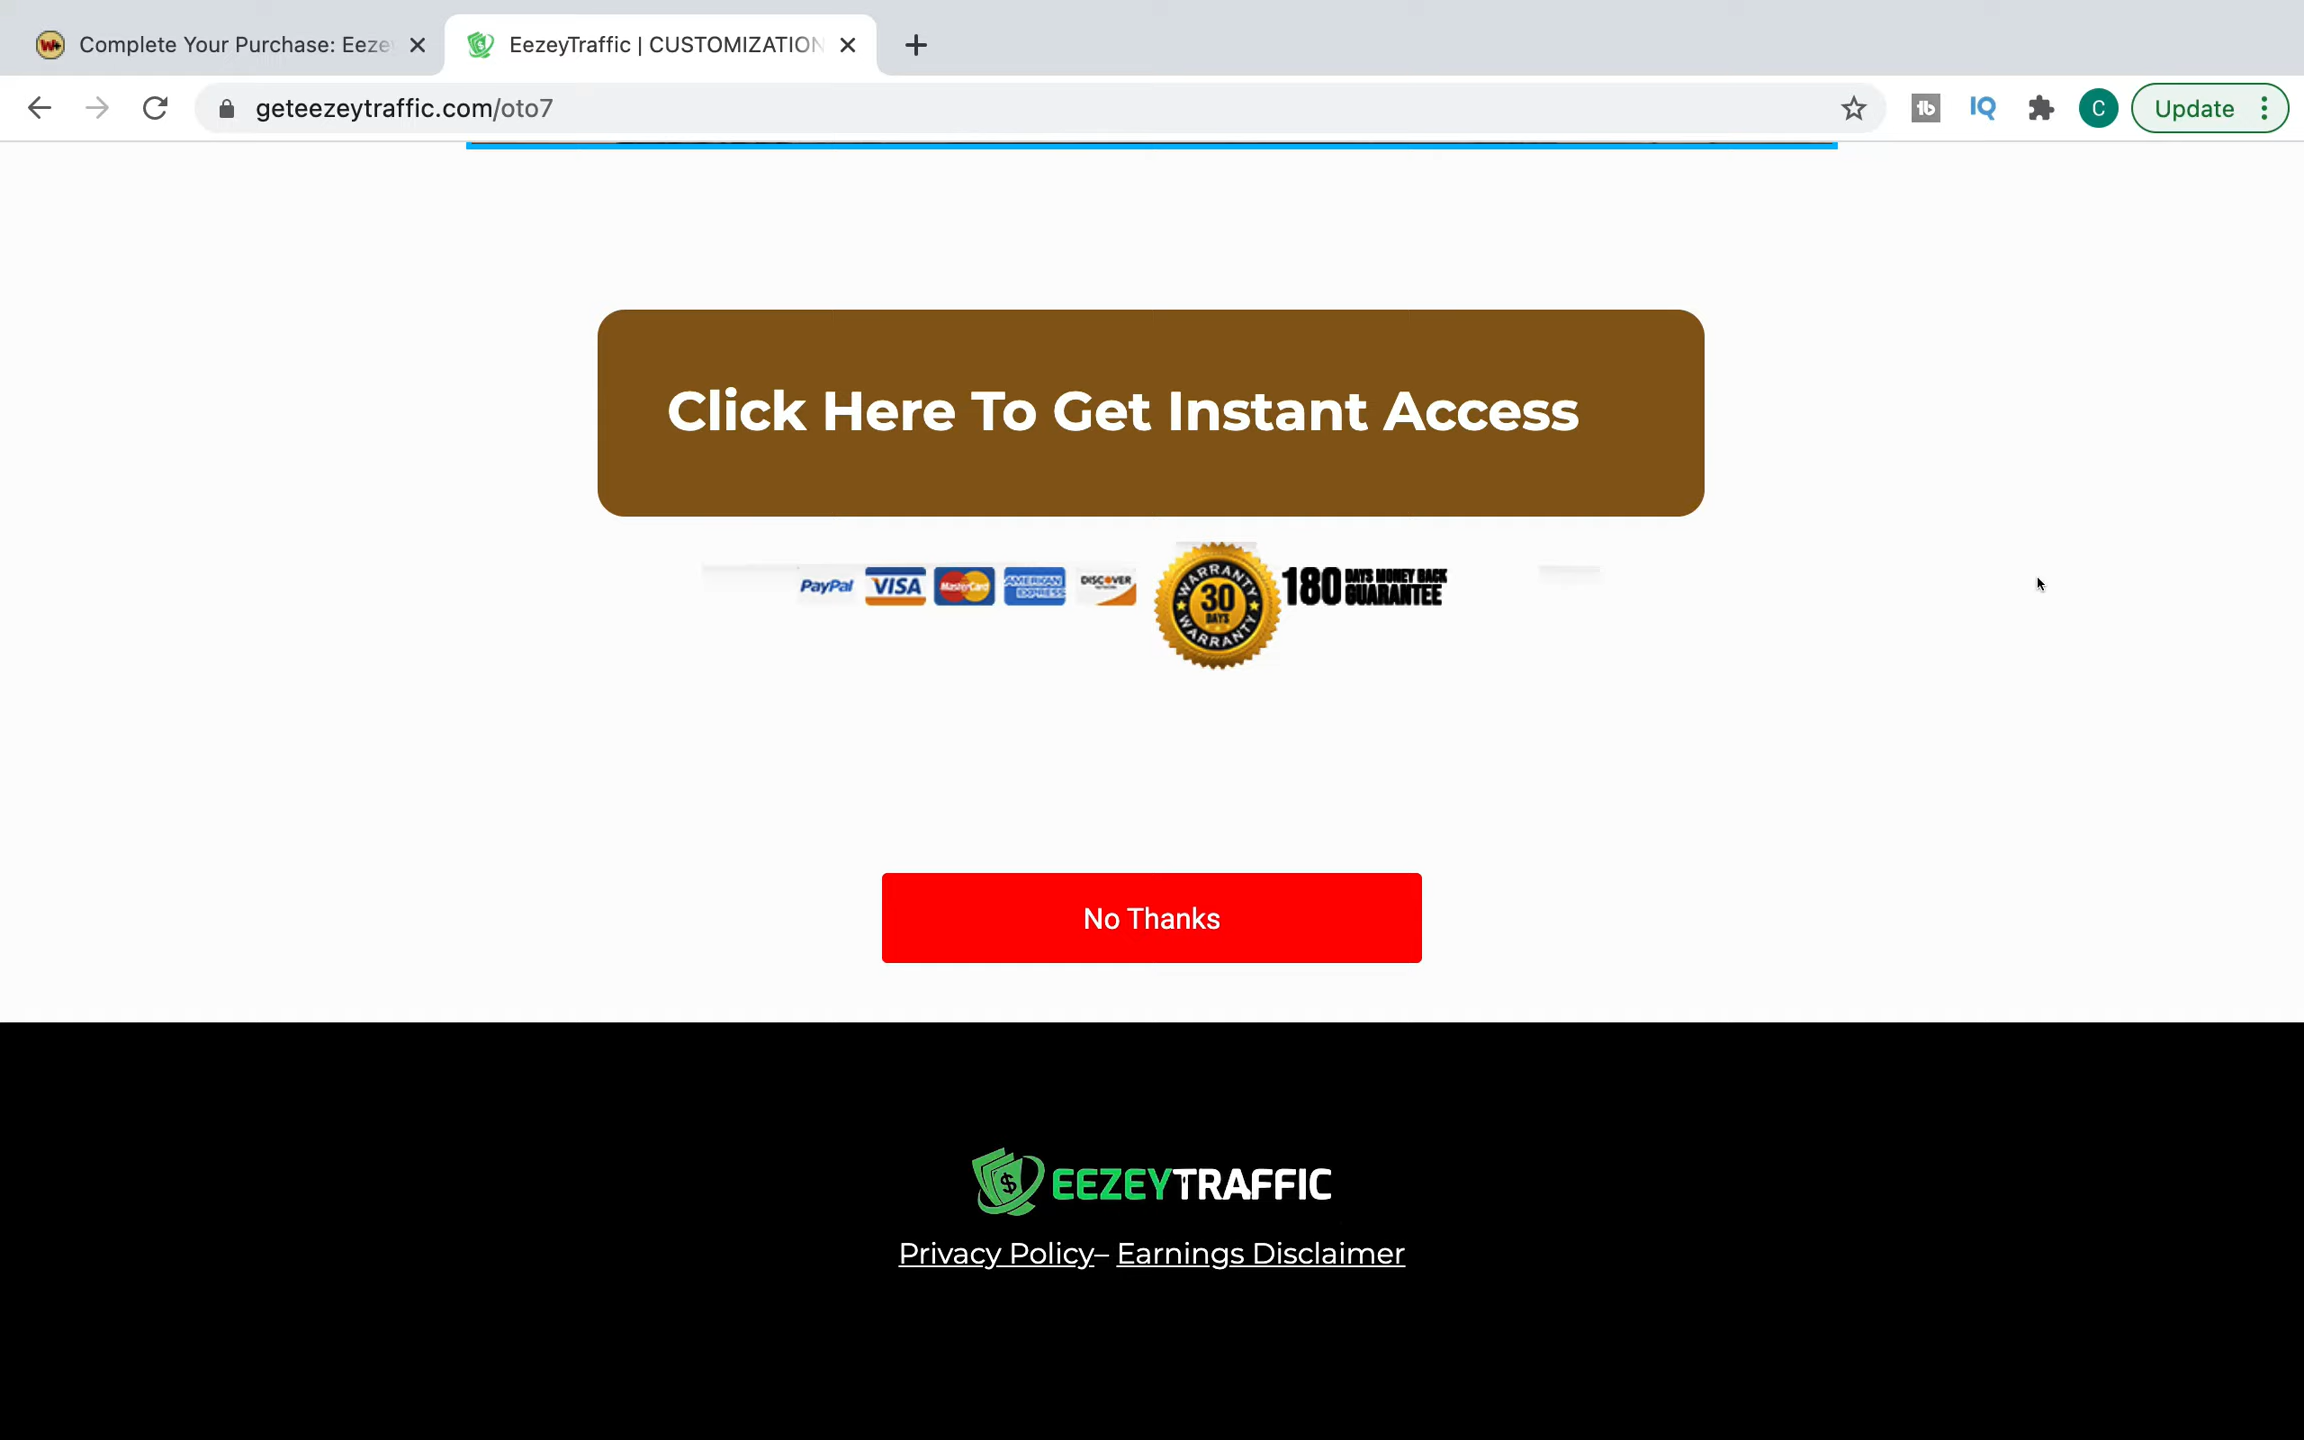 Complete Your Purchase: Eeze
EezeyTraffic | CUSTOMIZATION
geteezeytraffic.com/oto7
IQ
C
Update
Click Here To Get Instant Access
PayPal
VISA
MasterCard
AMERICAN EXPRESS
DISCOVER
WARRANTY
30
DAYS
WARRANTY
180 DAYS MONEY BACK
GUARANTEE
No Thanks
$
EEZEYTRAFFIC
Privacy Policy– Earnings Disclaimer